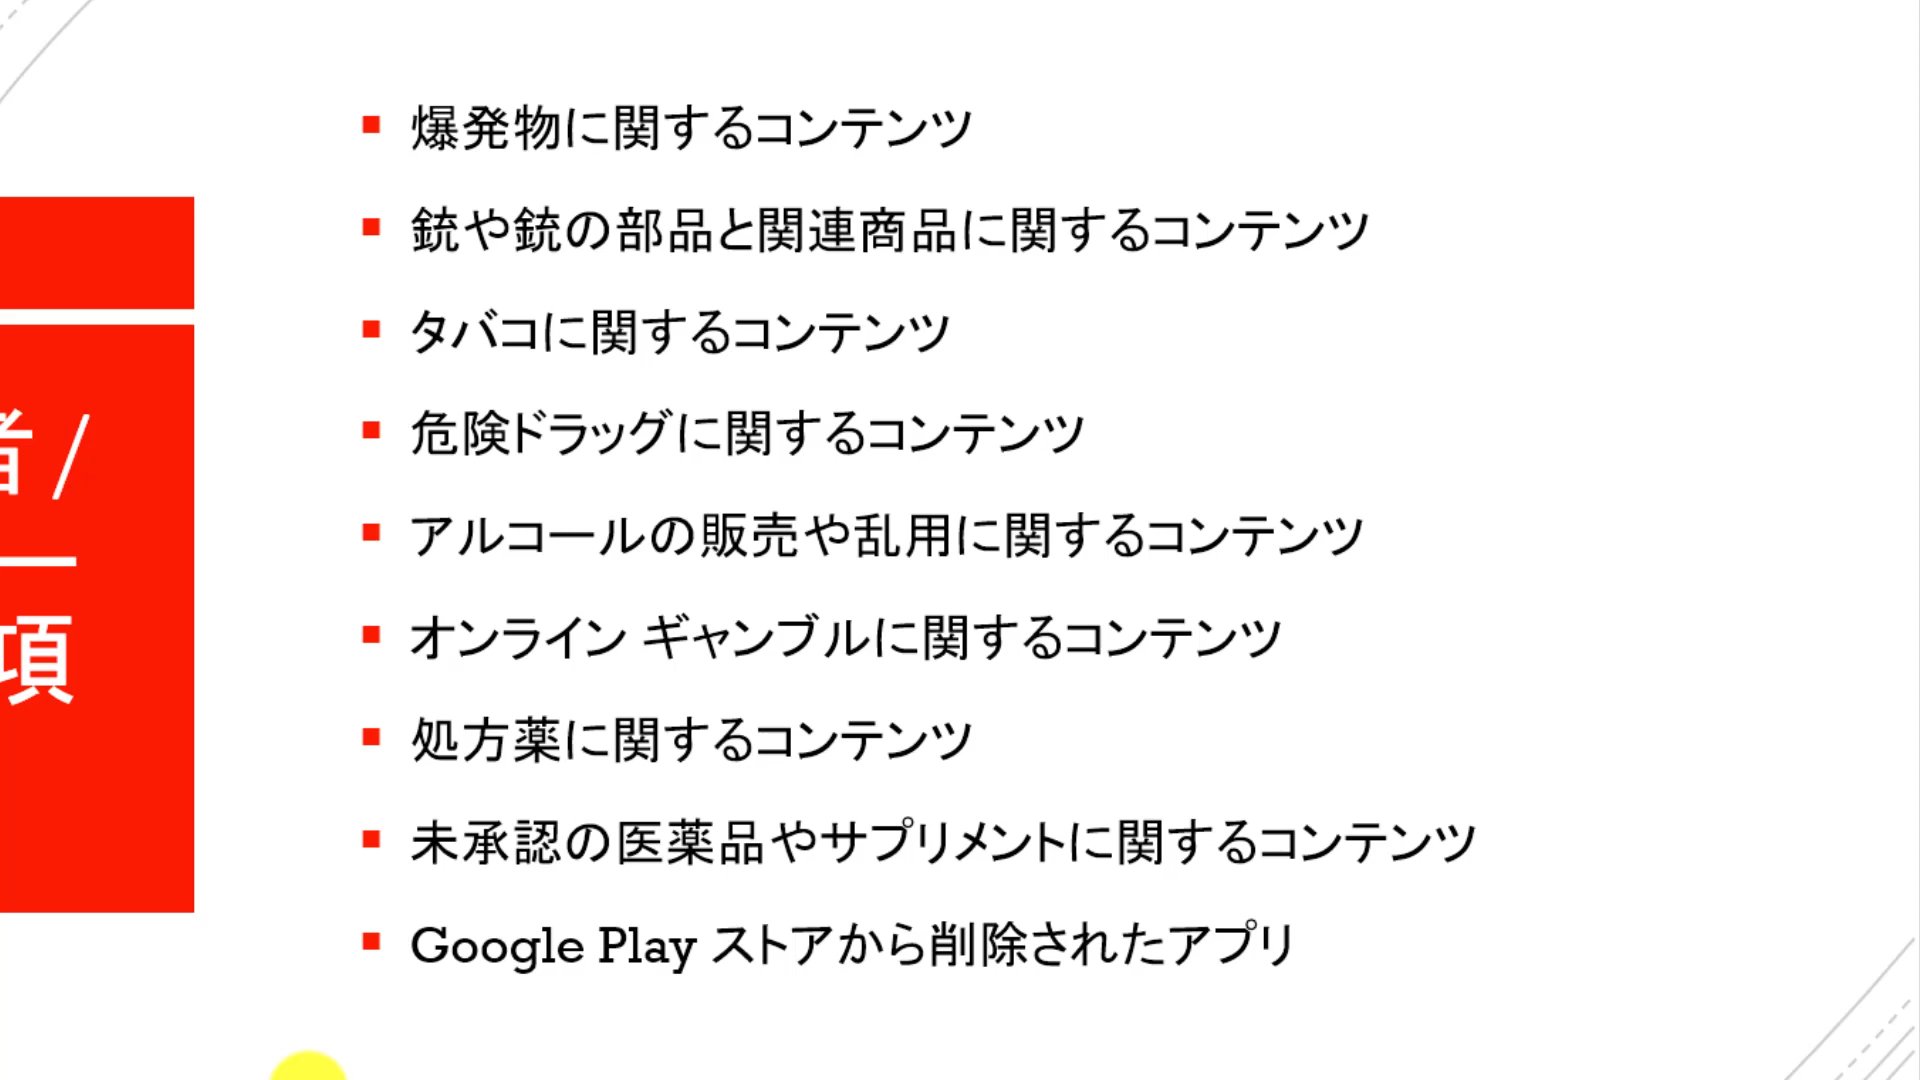 爆発物に関するコンテンツ
銃や銃の部品と関連商品に関するコンテンツ
タバコに関するコンテンツ
危険ドラッグに関するコンテンツ
アルコールの販売や乱用に関するコンテンツ
オンライン ギャンブルに関するコンテンツ
処方薬に関するコンテンツ
未承認の医薬品やサプリメントに関するコンテンツ
Google Play ストアから削除されたアプリ
者/
ー
項